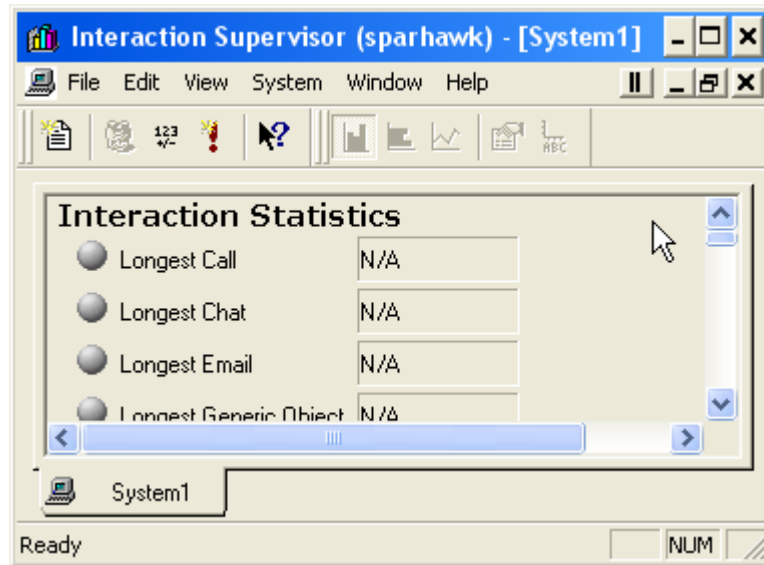 Interaction Supervisor (sparhawk) - [System1]
File Edit View System Window Help
123
+/-
ABC
Interaction Statistics
Longest Call N/A
Longest Chat N/A
Longest Email N/A
Longest Generic Object N/A
System1
Ready NUM